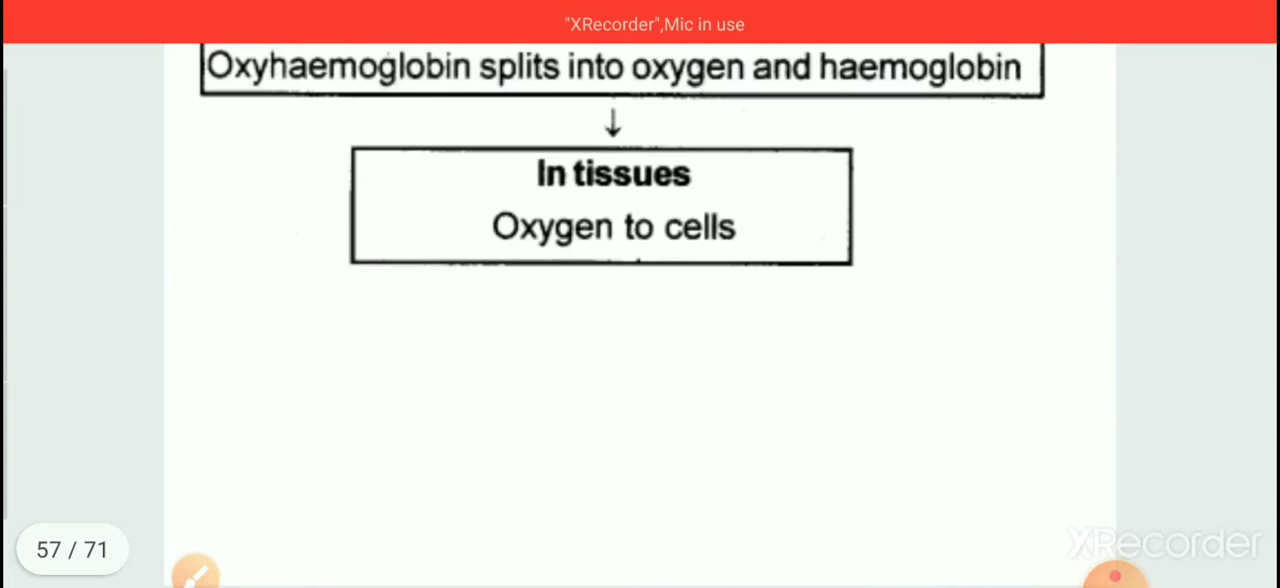 "XRecorder",Mic in use
Oxyhaemoglobin splits into oxygen and haemoglobin
In tissues
Oxygen to cells
57 / 71
XRecorder